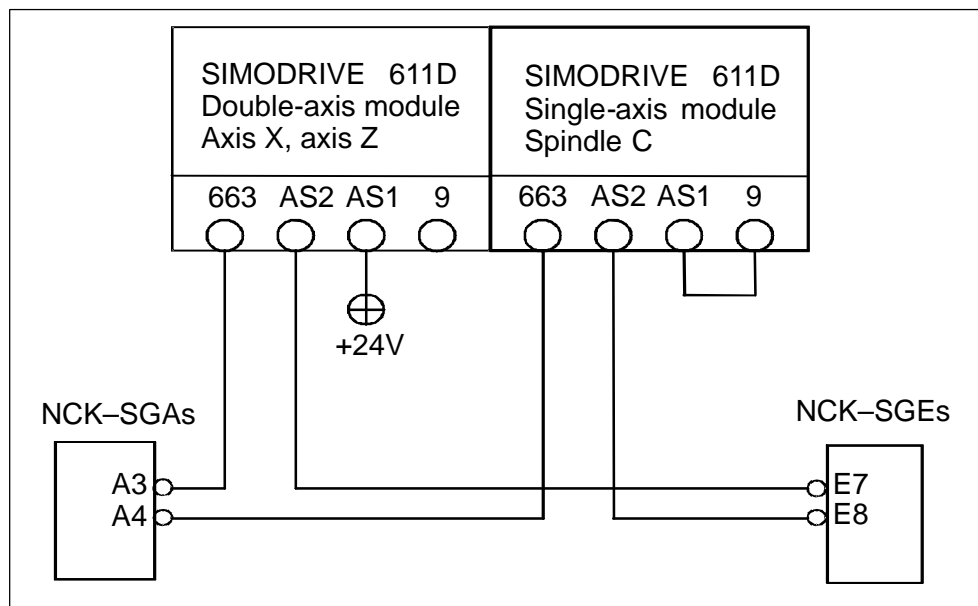 SIMODRIVE 611D
Double-axis module
Axis X, axis Z
663 AS2 AS1 9
SIMODRIVE 611D
Single-axis module
Spindle C
663 AS2 AS1 9
+24V
NCK–SGAs
A3
A4
NCK–SGEs
E7
E8